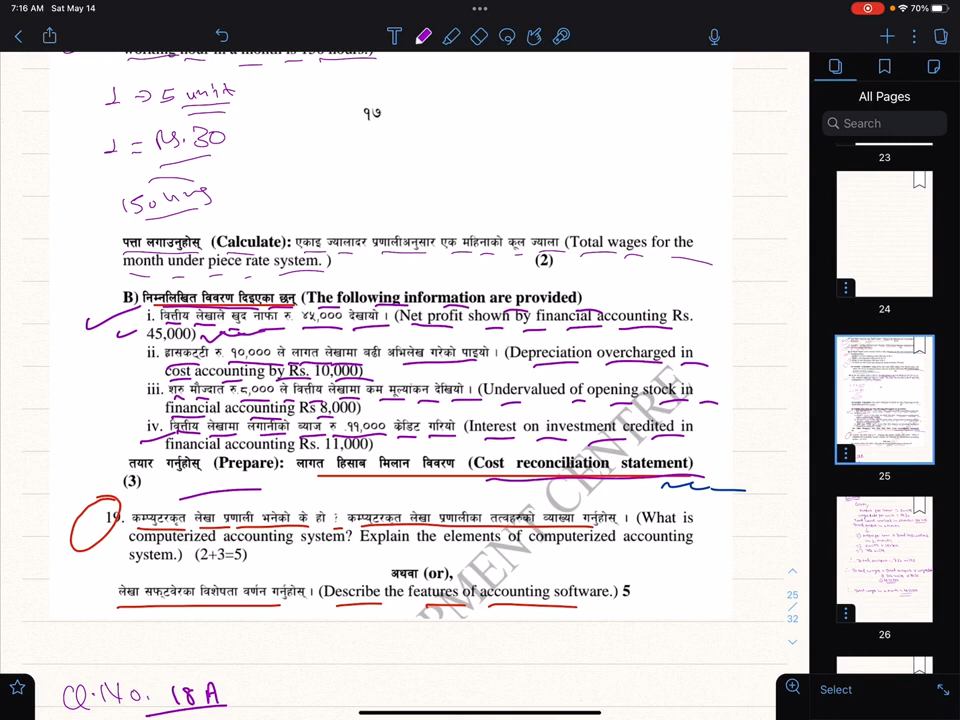 7:16 AM Sat May 14
70%
working hour in a month is 150 hours.)
1 ⇒ 5 unit
1 = Rs. 30
150 hrs
१७
पत्ता लगाउनुहोस् (Calculate): एकाइ ज्यालादर प्रणालीअनुसार एक महिनाको कूल ज्याला (Total wages for the
month under piece rate system. ) (2)
B) निम्नलिखित विवरण दिइएका छन् (The following information are provided)
i. वित्तीय लेखाले खुद नाफा रु. ४५,००० देखायो । (Net profit shown by financial accounting Rs.
45,000)
ii. ह्रासकट्टी रु. १०,००० ले लागत लेखामा बढी अभिलेख गरेको पाइयो । (Depreciation overcharged in
cost accounting by Rs. 10,000)
iii. शुरु मौज्दात रु.८,००० ले वित्तीय लेखामा कम मूल्यांकन देखियो । (Undervalued of opening stock in
financial accounting Rs 8,000)
iv. वित्तीय लेखामा लगानीको ब्याज रु .११,००० क्रेडिट गरियो (Interest on investment credited in
financial accounting Rs. 11,000)
तयार गर्नुहोस् (Prepare): लागत हिसाब मिलान विवरण (Cost reconciliation statement)
(3)
19. कम्प्युटरकृत लेखा प्रणाली भनेको के हो ? कम्प्युटरकृत लेखा प्रणालीका तत्वहरुको व्याख्या गर्नुहोस् । (What is
computerized accounting system? Explain the elements of computerized accounting
system.) (2+3=5)
अथवा (or),
लेखा सफ्टवेरका विशेषता वर्णन गर्नुहोस् । (Describe the features of accounting software.) 5
PMENT CENTRE
Q.No. 18A
All Pages
Search
23
24
25
26
25
32
Select